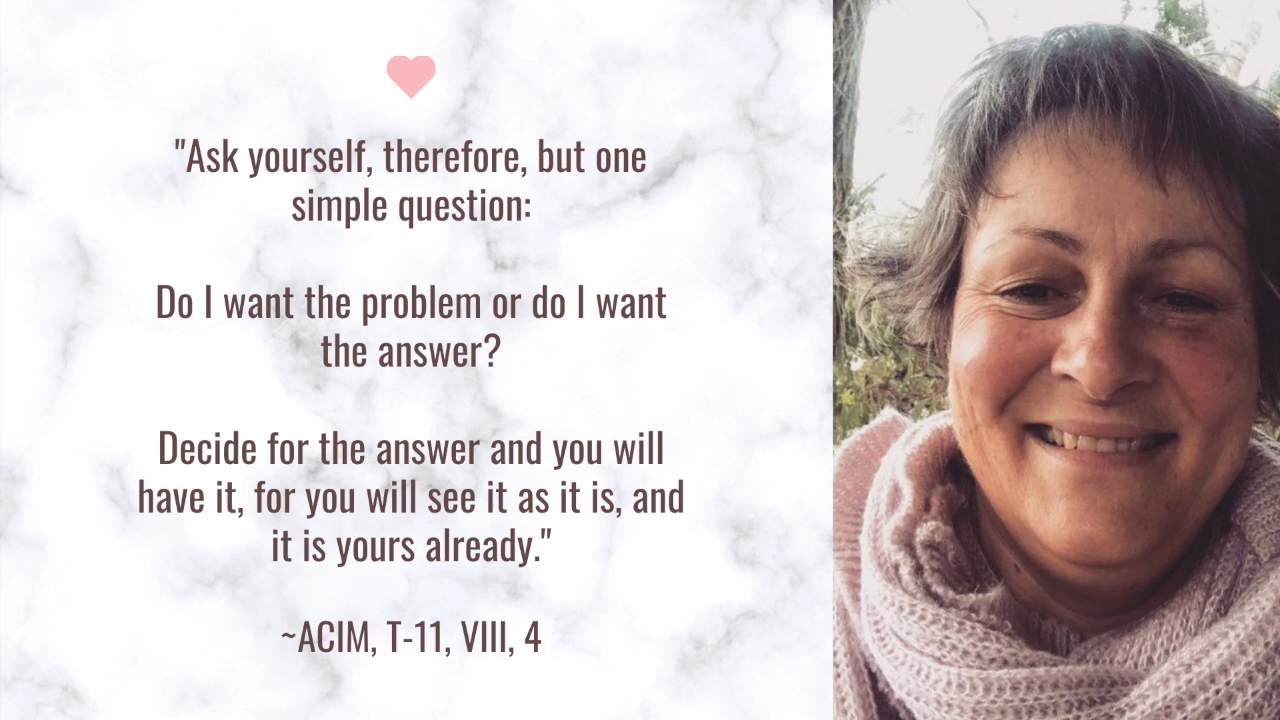 "Ask yourself, therefore, but one
simple question:
Do I want the problem or do I want
the answer?
Decide for the answer and you will
have it, for you will see it as it is, and
it is yours already."
~ACIM, T-11, VIII, 4